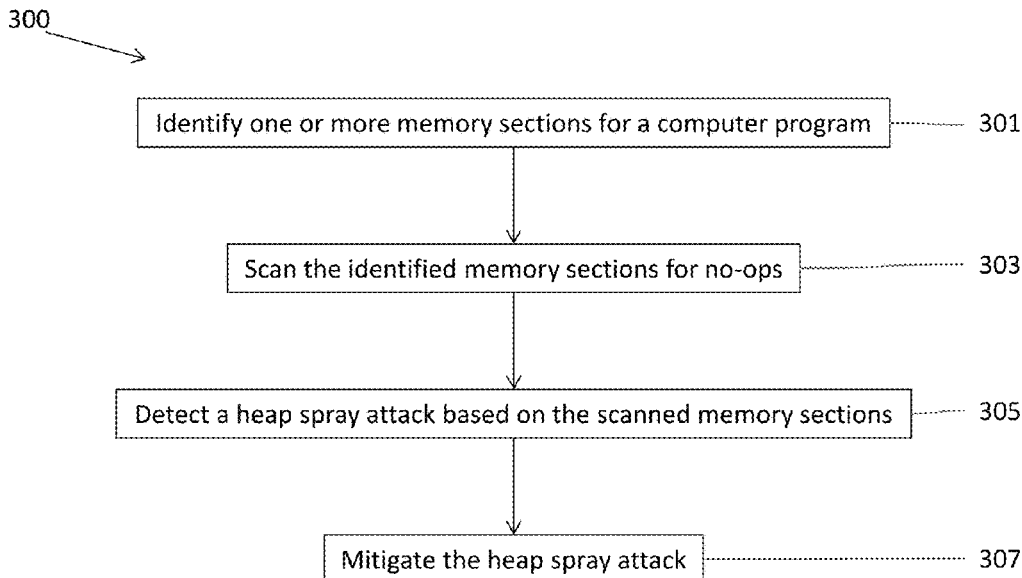 300
Identify one or more memory sections for a computer program
301
Scan the identified memory sections for no-ops
303
Detect a heap spray attack based on the scanned memory sections
305
Mitigate the heap spray attack
307